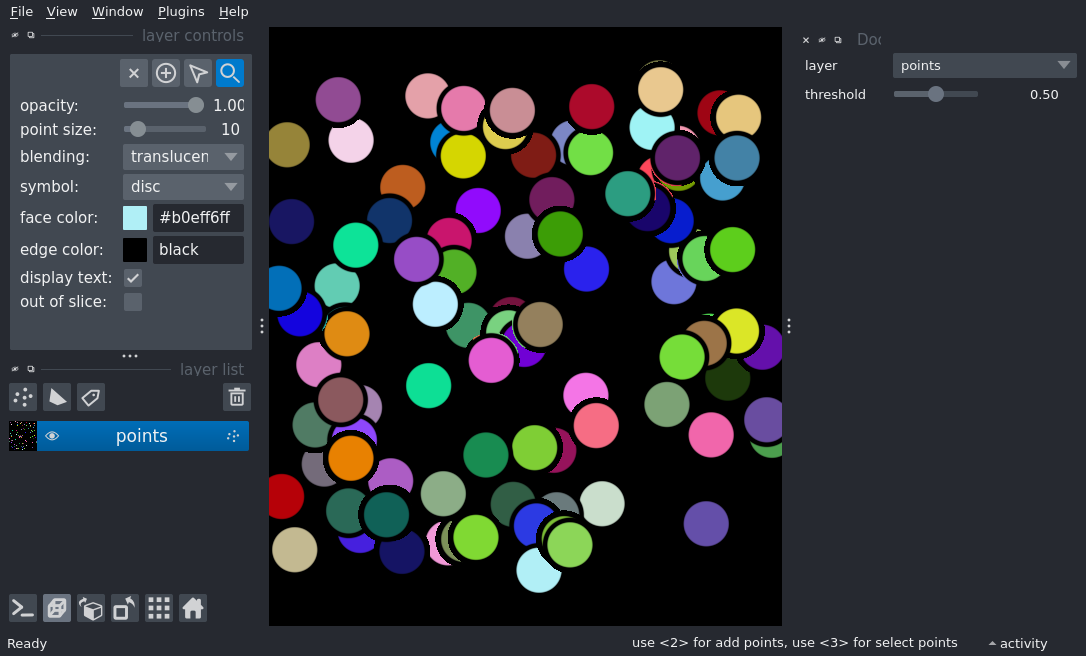 File View Window Plugins Help
layer controls
opacity: 1.00
point size: 10
blending: translucen
symbol: disc
face color: #b0eff6ff
edge color: black
display text:
out of slice:
layer list
points
Doc
layer points
threshold 0.50
Ready
use <2> for add points, use <3> for select points
activity